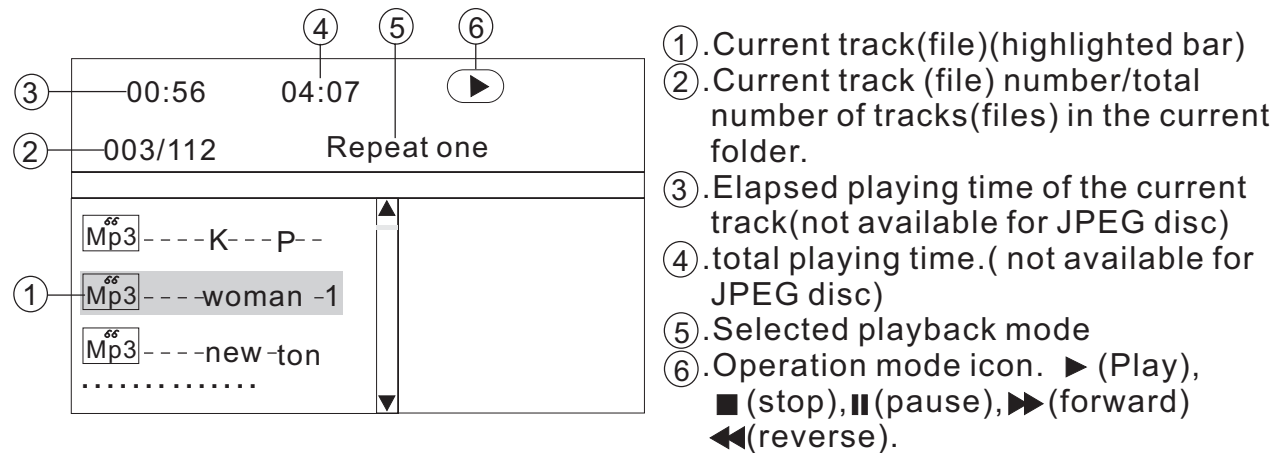 ④ ⑤ ⑥
③ 00:56 04:07 ▶
② 003/112 Repeat one
Mp3 - - - - K- - - P- -
① Mp3 - - - -woman -1
Mp3 - - - -new -ton
..............
①.Current track(file)(highlighted bar)
②.Current track (file) number/total
number of tracks(files) in the current
folder.
③.Elapsed playing time of the current
track(not available for JPEG disc)
④.total playing time.( not available for
JPEG disc)
⑤.Selected playback mode
⑥.Operation mode icon. ▶ (Play),
■ (stop),⏸(pause),▶▶(forward)
◀◀(reverse).